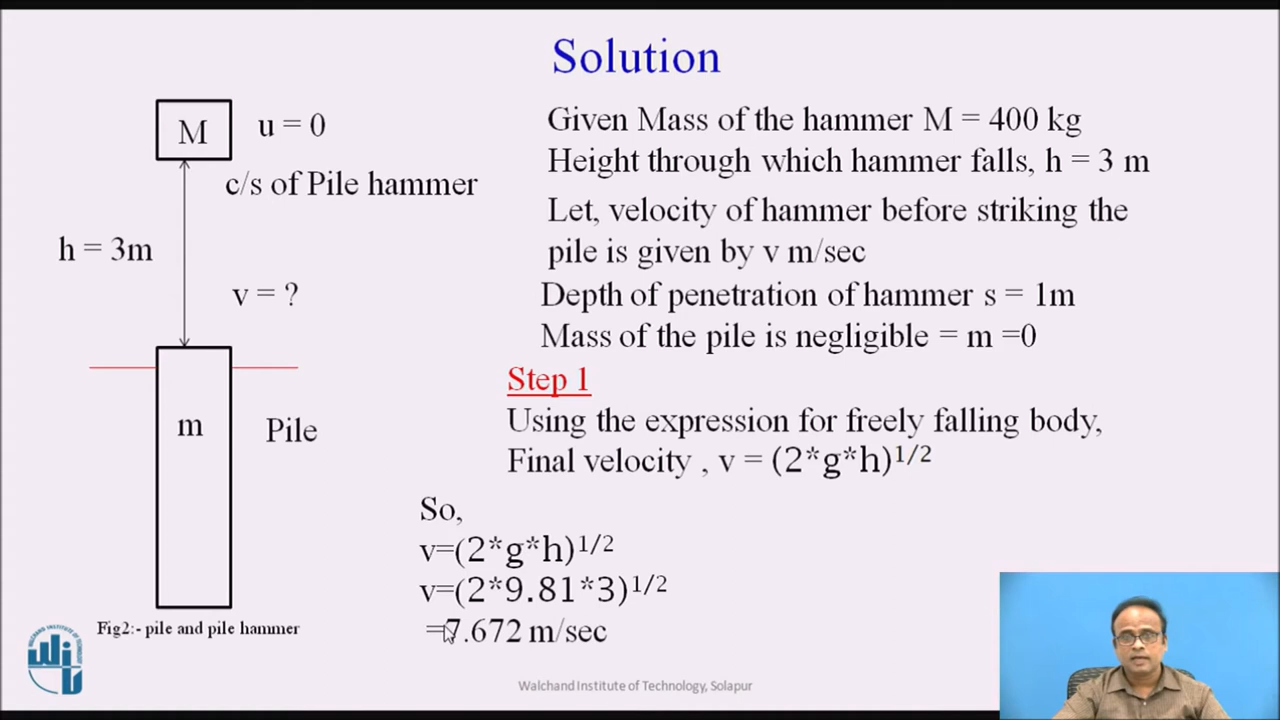 Solution
M
u = 0
c/s of Pile hammer
h = 3m
v = ?
m
Pile
Fig2:- pile and pile hammer
Given Mass of the hammer M = 400 kg
Height through which hammer falls, h = 3 m
Let, velocity of hammer before striking the
pile is given by v m/sec
Depth of penetration of hammer s = 1m
Mass of the pile is negligible = m =0
Step 1
Using the expression for freely falling body,
Final velocity , v = (2*g*h)^1/2
So,
v=(2*g*h)^1/2
v=(2*9.81*3)^1/2
=7.672 m/sec
Walchand Institute of Technology, Solapur